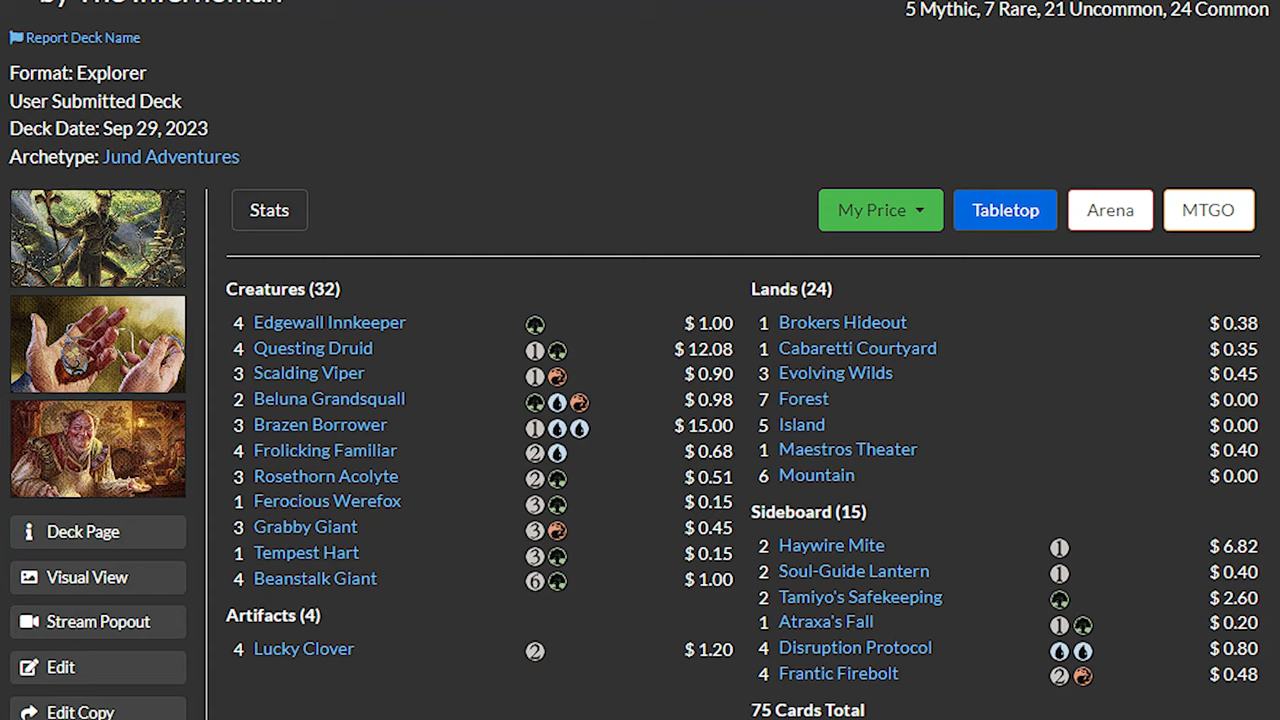 5 Mythic, 7 Rare, 21 Uncommon, 24 Common
Report Deck Name
Format: Explorer
User Submitted Deck
Deck Date: Sep 29, 2023
Archetype: Jund Adventures
Stats
My Price
Tabletop
Arena
MTGO
Creatures (32)
4 Edgewall Innkeeper $ 1.00
4 Questing Druid 1 $ 12.08
3 Scalding Viper 1 $ 0.90
2 Beluna Grandsquall $ 0.98
3 Brazen Borrower 1 $ 15.00
4 Frolicking Familiar 2 $ 0.68
3 Rosethorn Acolyte 2 $ 0.51
1 Ferocious Werefox 3 $ 0.15
3 Grabby Giant 3 $ 0.45
1 Tempest Hart 3 $ 0.15
4 Beanstalk Giant 6 $ 1.00
Artifacts (4)
4 Lucky Clover 2 $ 1.20
Lands (24)
1 Brokers Hideout $ 0.38
1 Cabaretti Courtyard $ 0.35
3 Evolving Wilds $ 0.45
7 Forest $ 0.00
5 Island $ 0.00
1 Maestros Theater $ 0.40
6 Mountain $ 0.00
Sideboard (15)
2 Haywire Mite 1 $ 6.82
2 Soul-Guide Lantern 1 $ 0.40
2 Tamiyo's Safekeeping $ 2.60
1 Atraxa's Fall 1 $ 0.20
4 Disruption Protocol $ 0.80
4 Frantic Firebolt 2 $ 0.48
75 Cards Total
Deck Page
Visual View
Stream Popout
Edit
Edit Copy